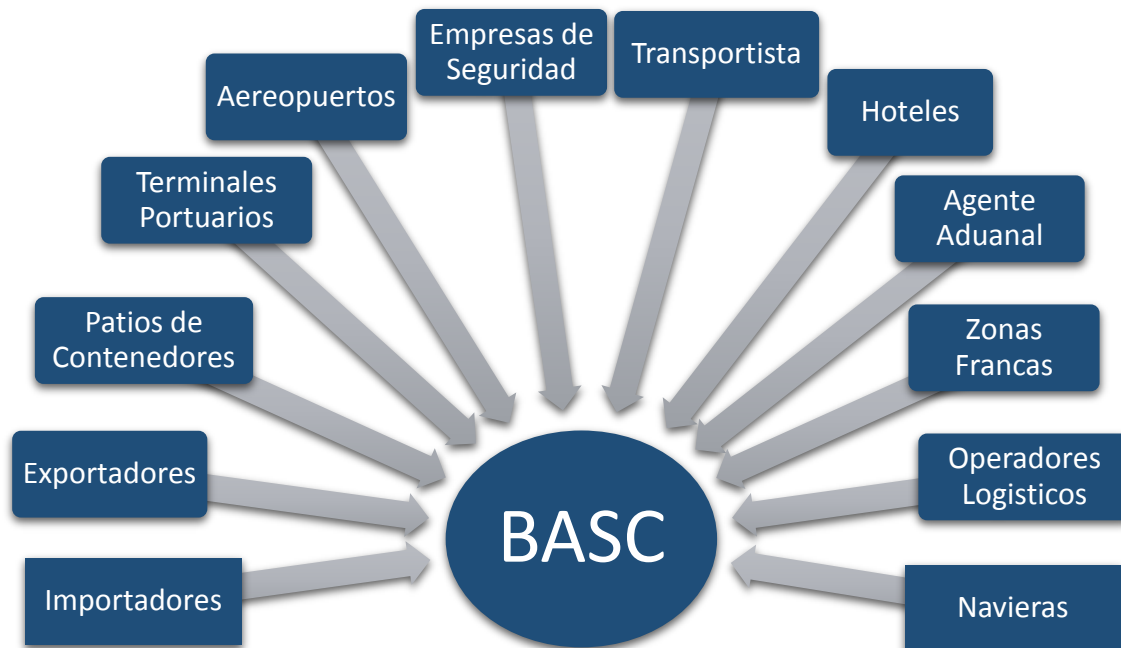 Empresas de
Seguridad
Transportista
Aereopuertos
Hoteles
Terminales
Portuarios
Agente
Aduanal
Patios de
Contenedores
Zonas
Francas
Exportadores
Operadores
Logisticos
BASC
Importadores
Navieras